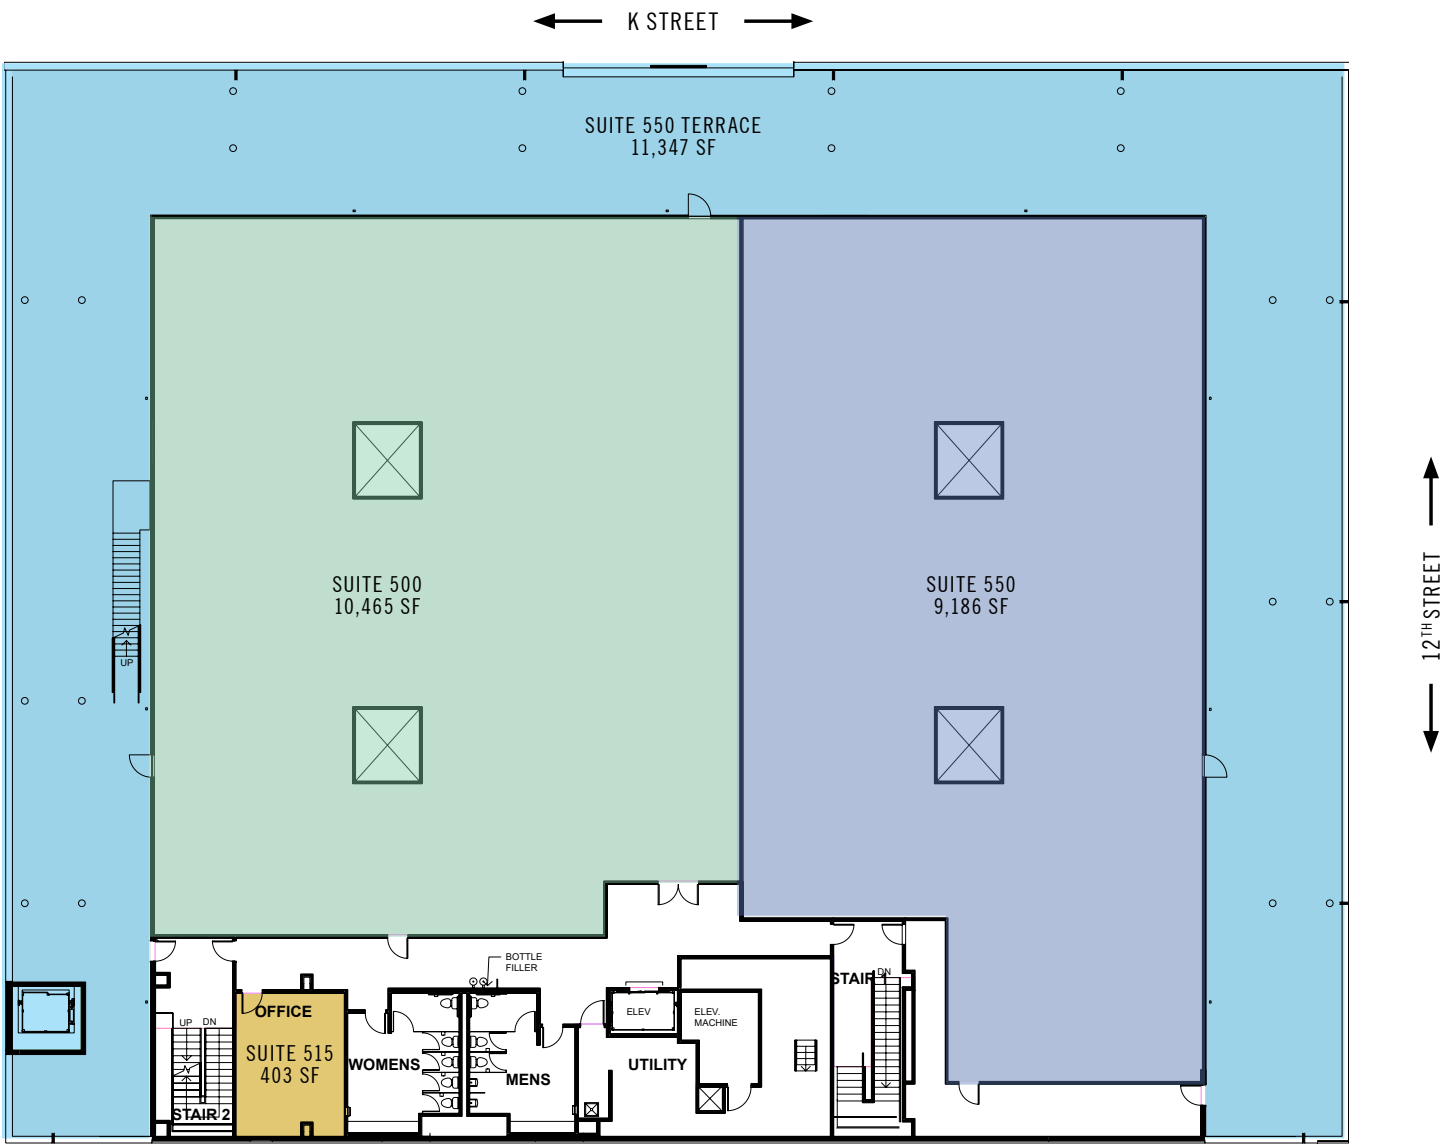 K STREET
SUITE 550 TERRACE
11,347 SF
12TH STREET
SUITE 500
10,465 SF
SUITE 550
9,186 SF
UP
BOTTLE
FILLER
STAIR 1
DN
OFFICE
SUITE 515
403 SF
UP DN
STAIR 2
WOMENS
MENS
ELEV
ELEV.
MACHINE
UTILITY